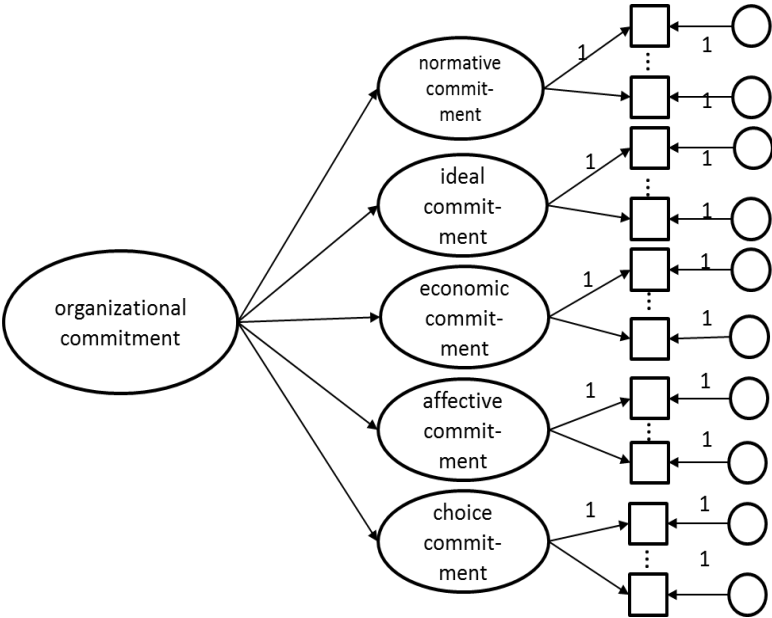 normative
commit-
ment
1
1
1
ideal
commit-
ment
1
1
1
organizational
commitment
economic
commit-
ment
1
1
1
affective
commit-
ment
1
1
1
choice
commit-
ment
1
1
1